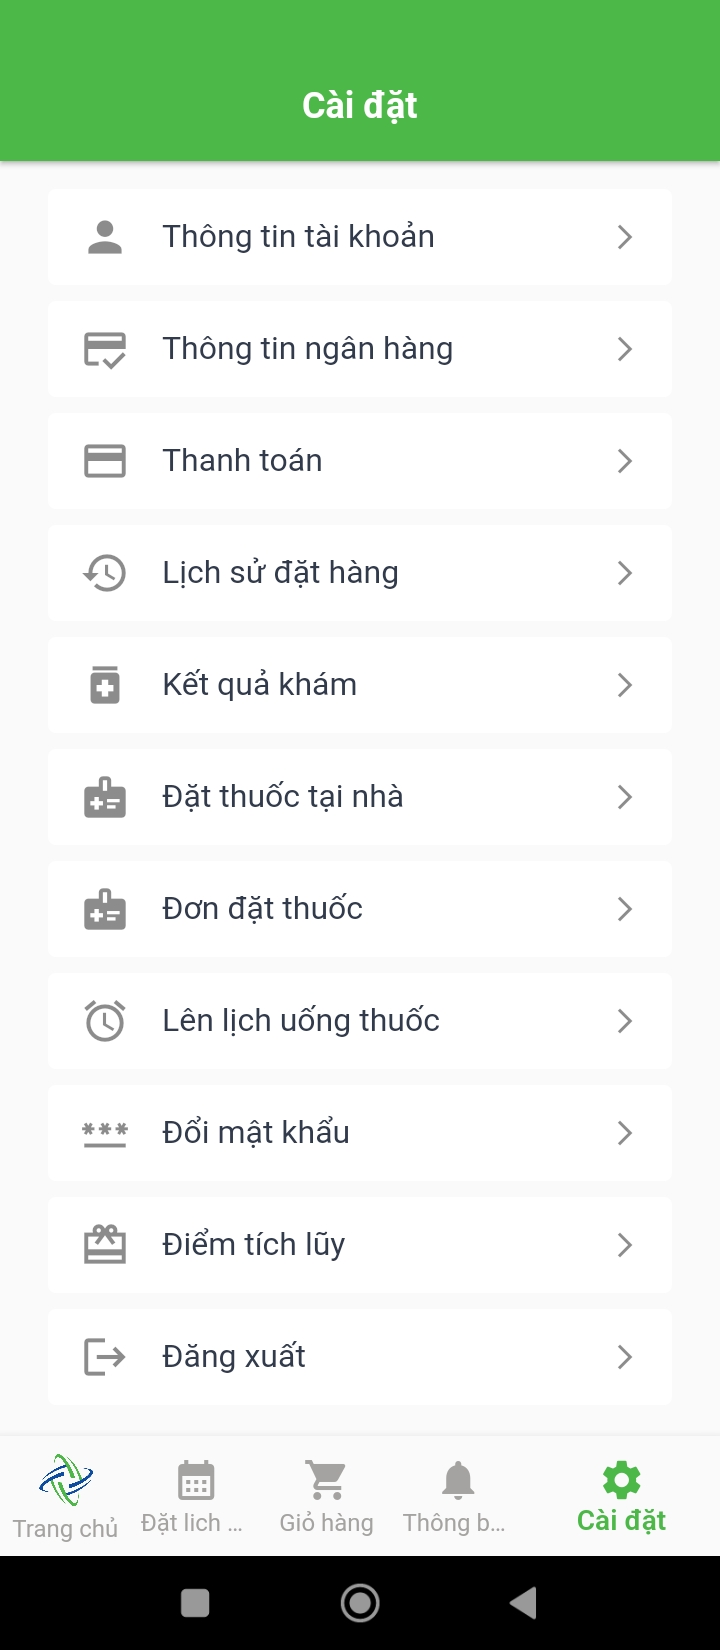 Cài đặt
Thông tin tài khoản
Thông tin ngân hàng
Thanh toán
Lịch sử đặt hàng
Kết quả khám
Đặt thuốc tại nhà
Đơn đặt thuốc
Lên lịch uống thuốc
Đổi mật khẩu
Điểm tích lũy
Đăng xuất
Trang chủ
Đặt lich ...
Giỏ hàng
Thông b...
Cài đặt